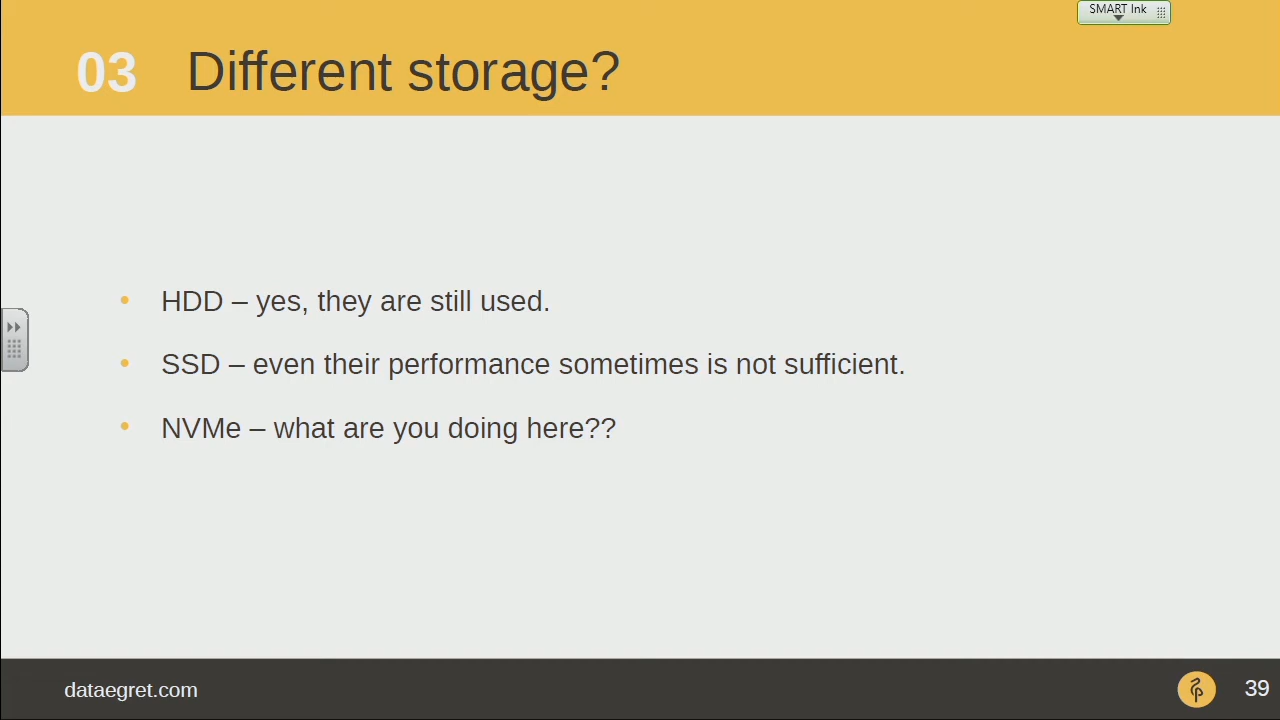 SMART Ink
03 Different storage?
• HDD – yes, they are still used.
• SSD – even their performance sometimes is not sufficient.
• NVMe – what are you doing here??
dataegret.com
39